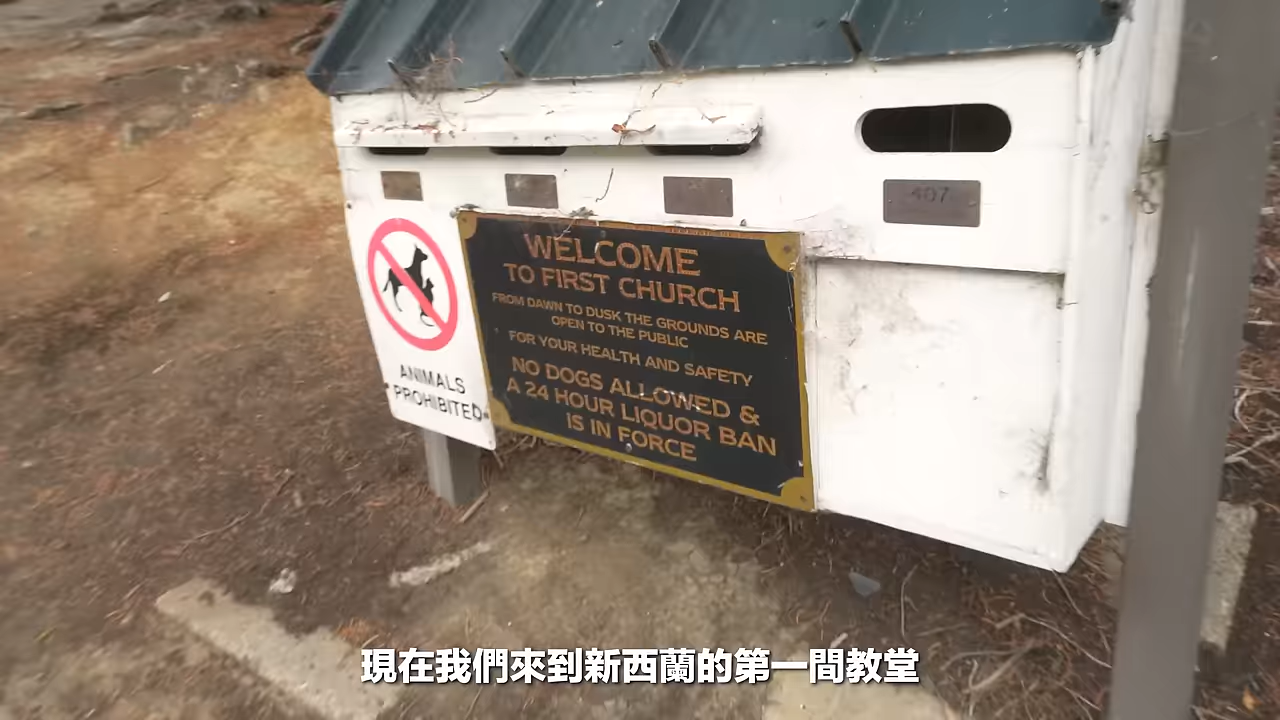 407
WELCOME
TO FIRST CHURCH
FROM DAWN TO DUSK THE GROUNDS ARE
OPEN TO THE PUBLIC
FOR YOUR HEALTH AND SAFETY
NO DOGS ALLOWED &
A 24 HOUR LIQUOR BAN
IS IN FORCE
ANIMALS
PROHIBITED
現在我們來到新西蘭的第一間教堂